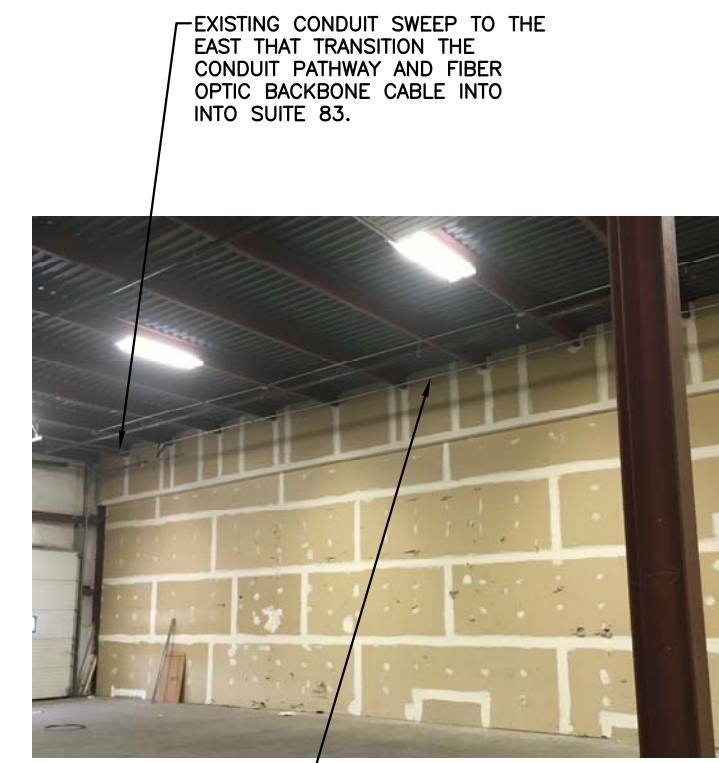 EXISTING CONDUIT SWEEP TO THE
EAST THAT TRANSITION THE
CONDUIT PATHWAY AND FIBER
OPTIC BACKBONE CABLE INTO
INTO SUITE 83.